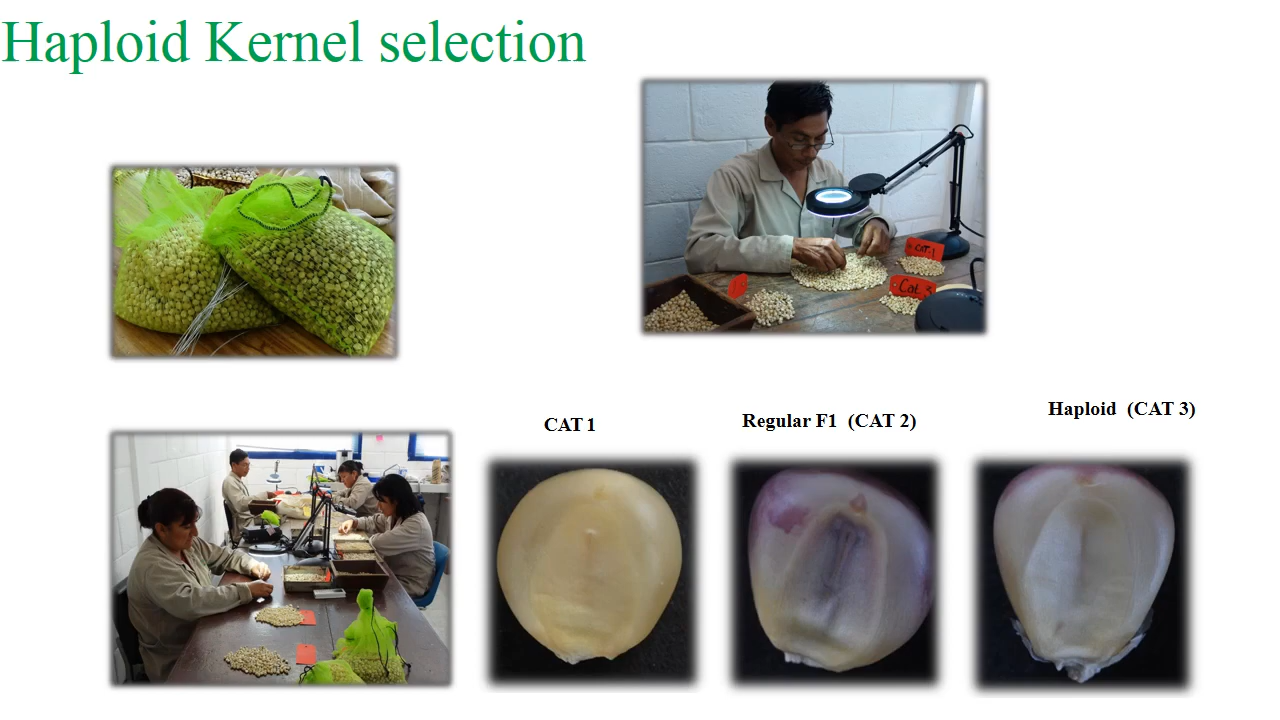 Haploid Kernel selection
CAT-1
Cat. 3
CAT 1
Regular F1  (CAT 2)
Haploid  (CAT 3)